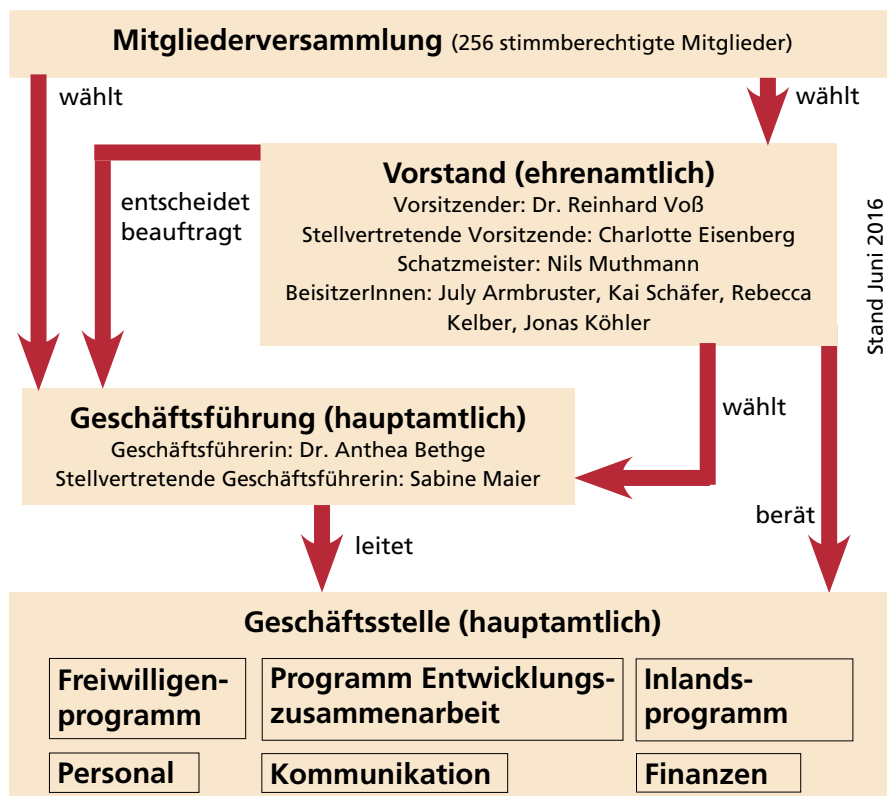 Mitgliederversammlung (256 stimmberechtigte Mitglieder)
wählt
wählt
Vorstand (ehrenamtlich)
Vorsitzender: Dr. Reinhard Voß
Stellvertretende Vorsitzende: Charlotte Eisenberg
Schatzmeister: Nils Muthmann
BeisitzerInnen: July Armbruster, Kai Schäfer, Rebecca
Kelber, Jonas Köhler
entscheidet
beauftragt
Stand Juni 2016
Geschäftsführung (hauptamtlich)
Geschäftsführerin: Dr. Anthea Bethge
Stellvertretende Geschäftsführerin: Sabine Maier
wählt
berät
leitet
Geschäftsstelle (hauptamtlich)
Freiwilligen-
programm
Programm Entwicklungs-
zusammenarbeit
Inlands-
programm
Personal
Kommunikation
Finanzen